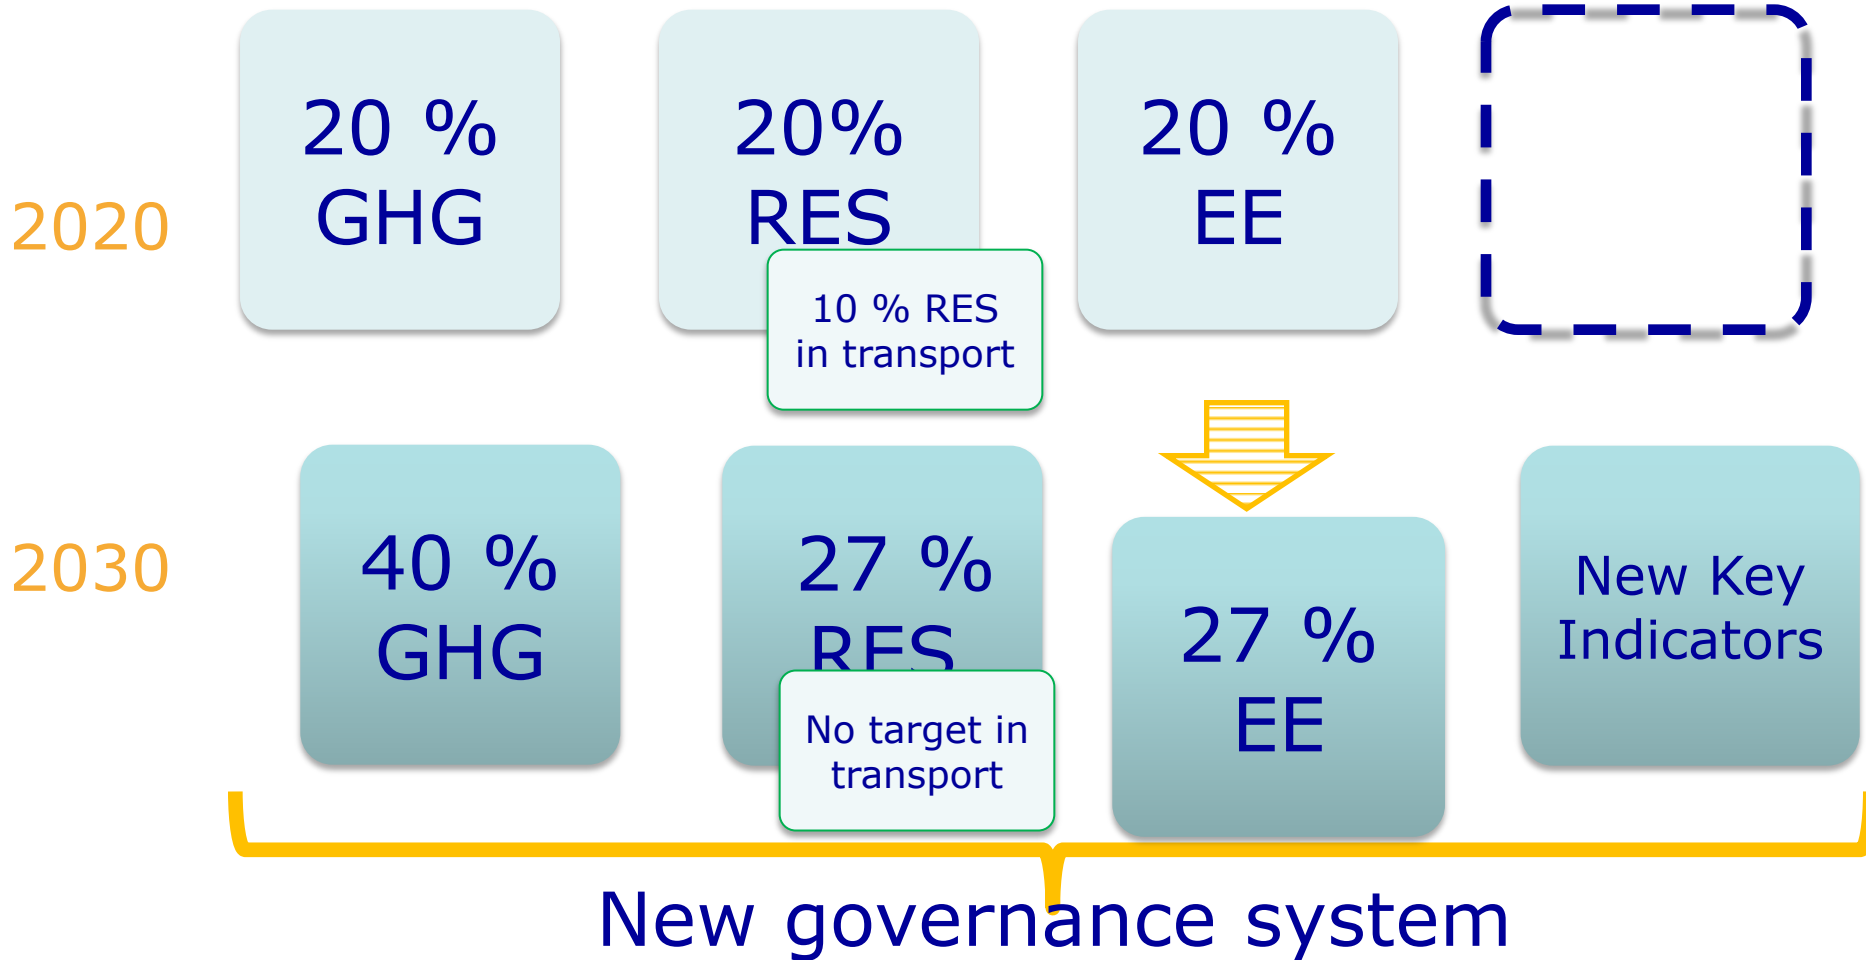 2020
20 %
GHG
20%
RES
10 % RES
in transport
20 %
EE
2030
40 %
GHG
27 %
RES
No target in
transport
27 %
EE
New Key
Indicators
New governance system